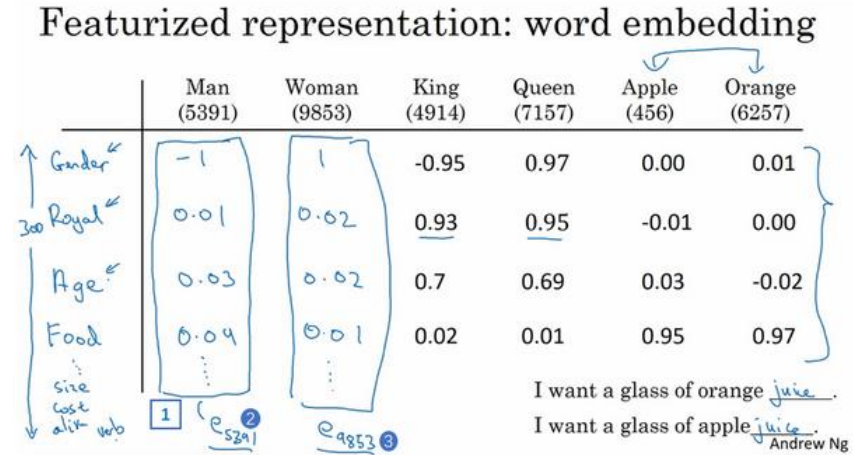 Featurized representation: word embedding
Man Woman King Queen Apple Orange
(5391) (9853) (4914) (7157) (456) (6257)
Gender -1 1 -0.95 0.97 0.00 0.01
300 Royal 0.01 0.02 0.93 0.95 -0.01 0.00
Age 0.03 0.02 0.7 0.69 0.03 -0.02
Food 0.04 0.01 0.02 0.01 0.95 0.97
size
cost
alive verb
1 e5391 2 e9853 3
I want a glass of orange juice.
I want a glass of apple juice.
Andrew Ng